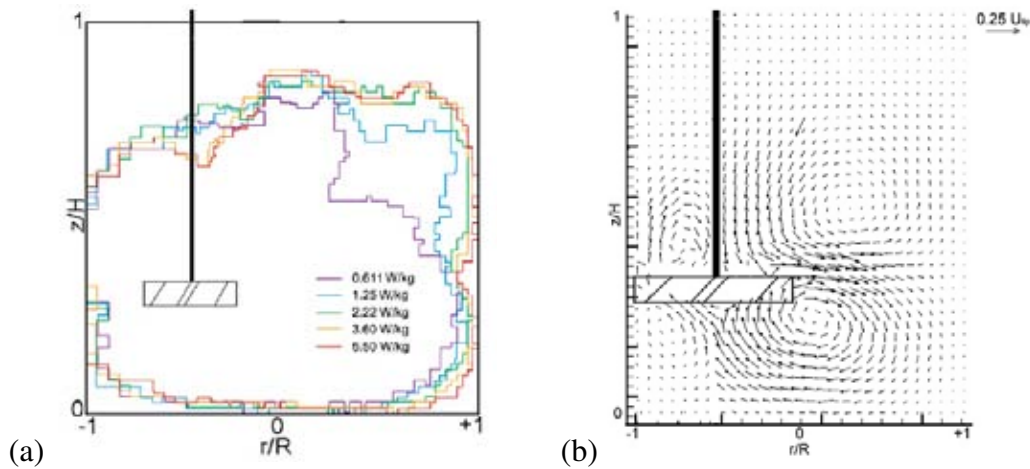 1
z/H
0
-1
r/R
+1
0.611 W/kg
1.25 W/kg
2.22 W/kg
3.60 W/kg
5.50 W/kg
(a)
0.25 U
1
z/H
0
-1
0
+1
r/R
(b)